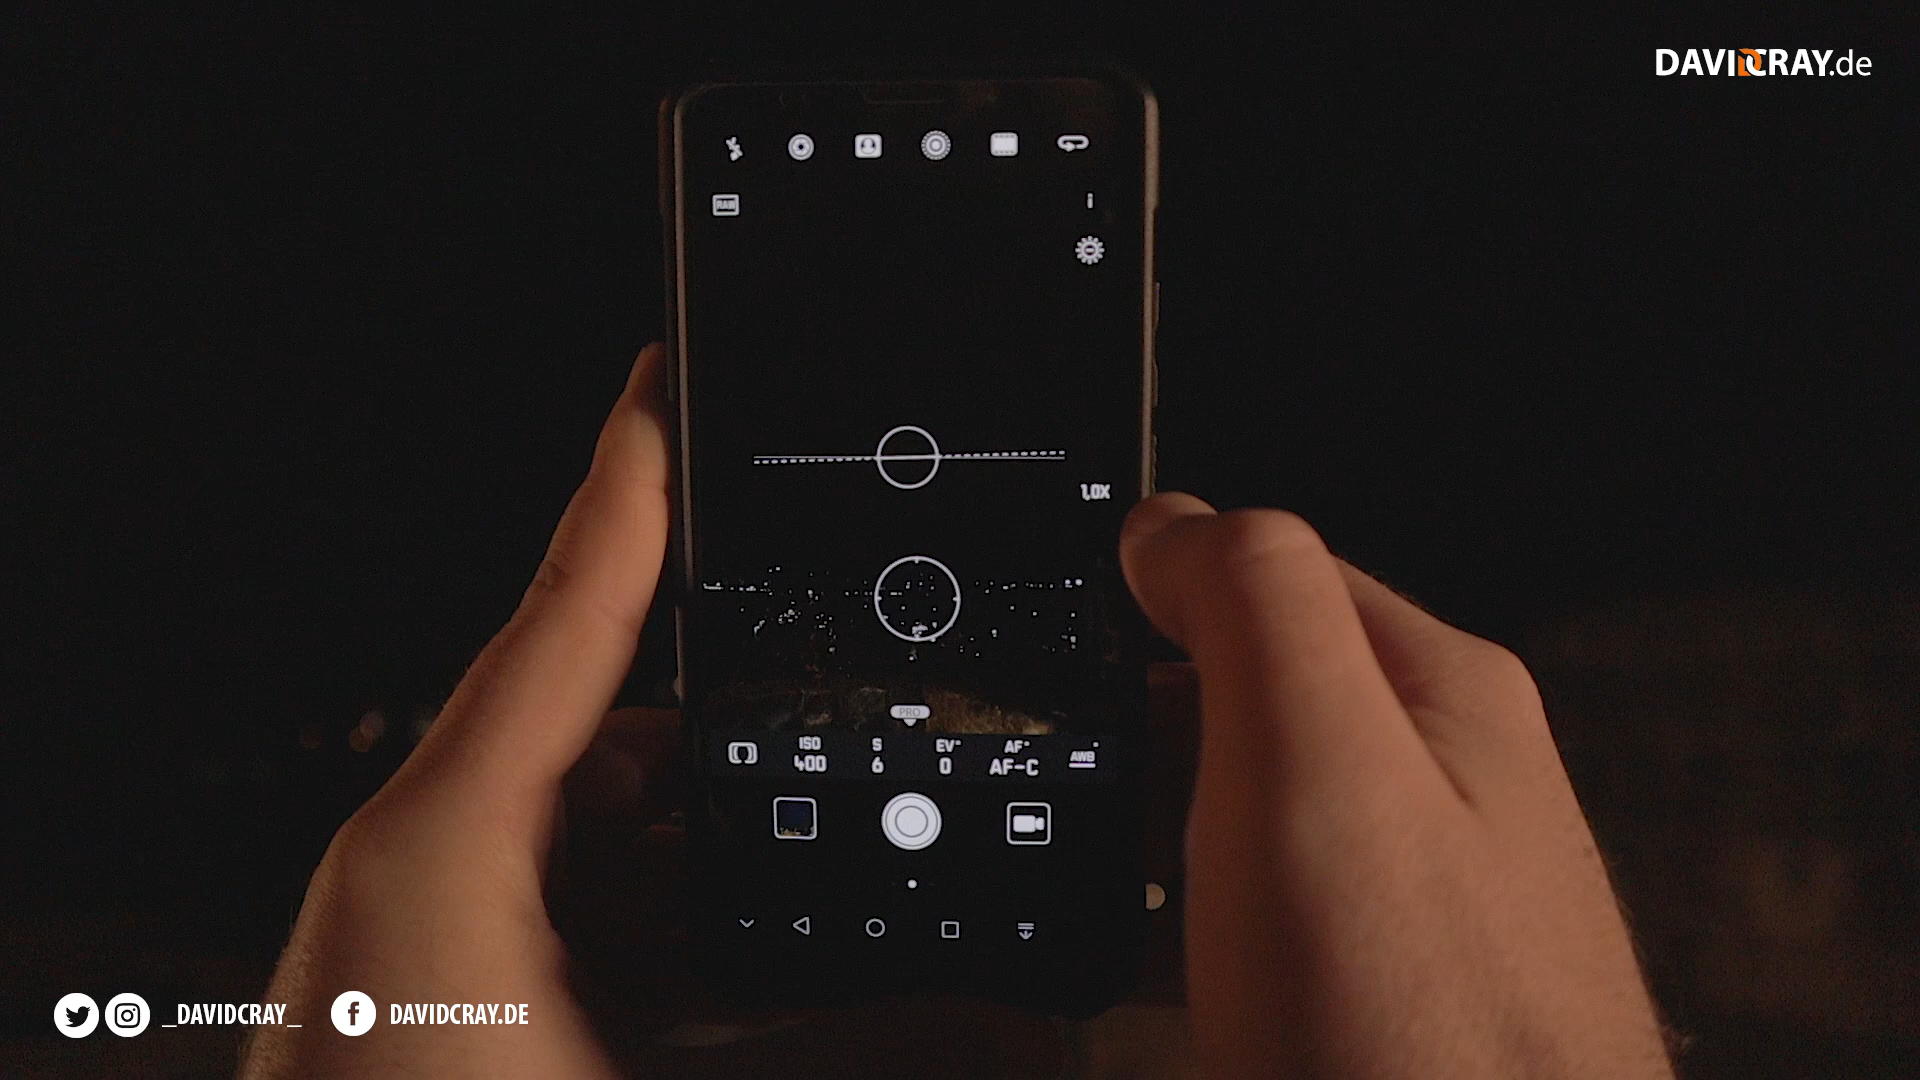 DAVIDCRAY.de
RAW
i
1,0X
PRO
ISO S EV• AF• AWB
400 6 0 AF-C
_DAVIDCRAY_ DAVIDCRAY.DE